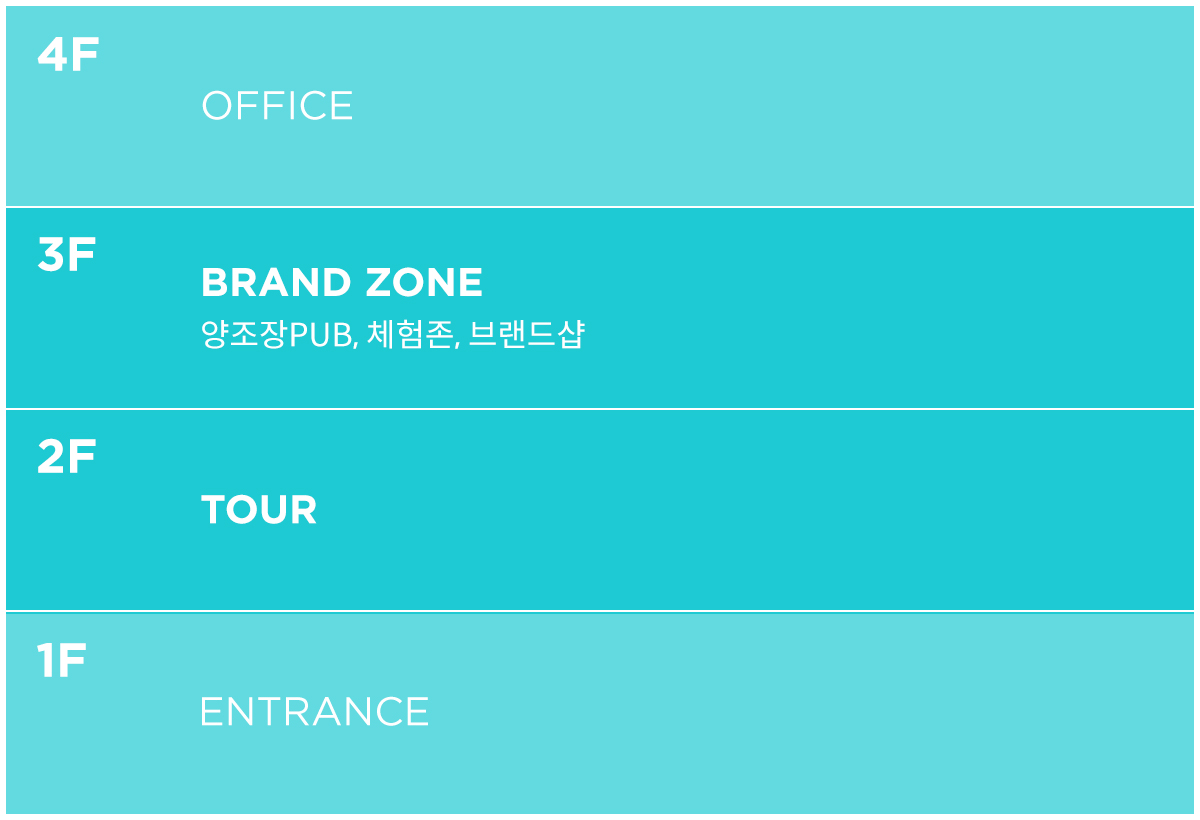 4F
OFFICE
3F
BRAND ZONE
양조장PUB, 체험존, 브랜드샵
2F
TOUR
1F
ENTRANCE